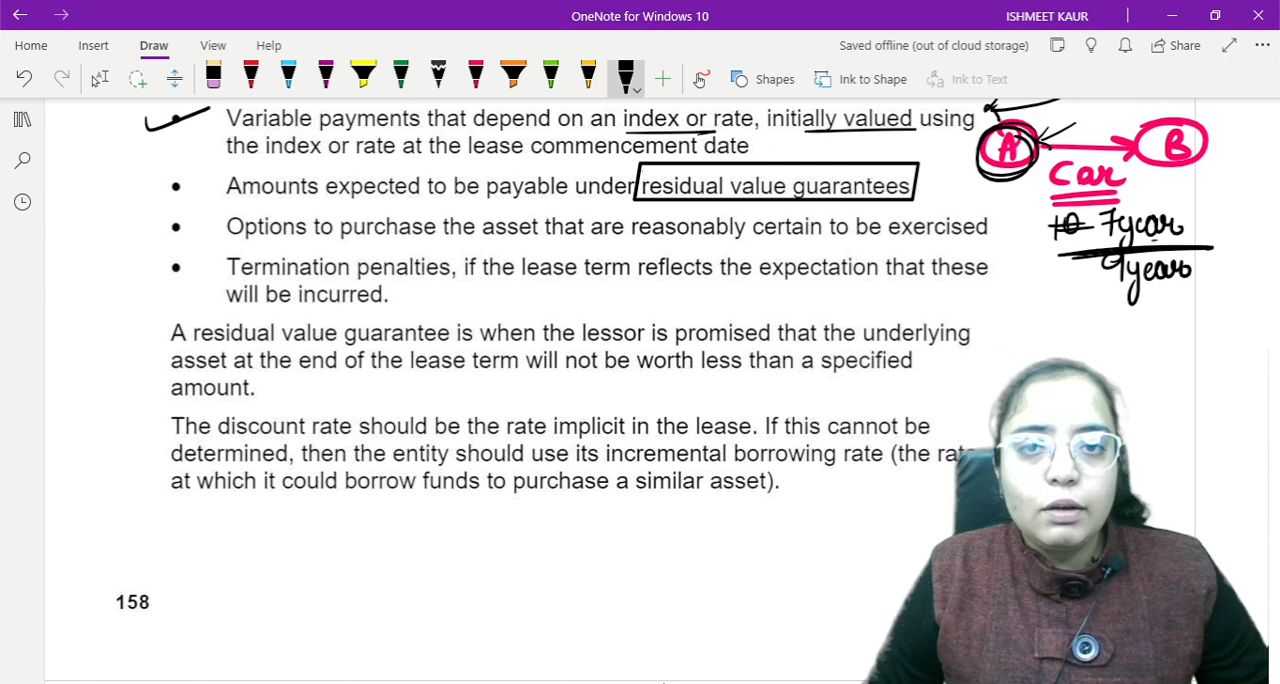 OneNote for Windows 10
ISHMEET KAUR
Home Insert Draw View Help
Saved offline (out of cloud storage)
Share
Shapes
Ink to Shape
Ink to Text
Variable payments that depend on an index or rate, initially valued using
the index or rate at the lease commencement date
• Amounts expected to be payable under residual value guarantees
• Options to purchase the asset that are reasonably certain to be exercised
• Termination penalties, if the lease term reflects the expectation that these
will be incurred.
A residual value guarantee is when the lessor is promised that the underlying
asset at the end of the lease term will not be worth less than a specified
amount.
The discount rate should be the rate implicit in the lease. If this cannot be
determined, then the entity should use its incremental borrowing rate (the rate
at which it could borrow funds to purchase a similar asset).
158
A B
Car
10 7year
9years